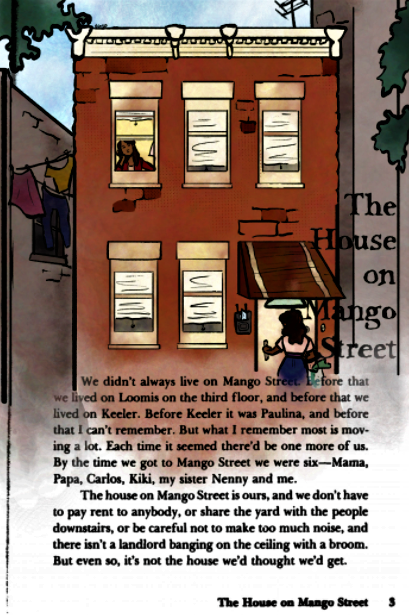 The
House
on
Mango
Street
We didn't always live on Mango Street. Before that
we lived on Loomis on the third floor, and before that we
lived on Keeler. Before Keeler it was Paulina, and before
that I can't remember. But what I remember most is mov-
ing a lot. Each time it seemed there'd be one more of us.
By the time we got to Mango Street we were six—Mama,
Papa, Carlos, Kiki, my sister Nenny and me.
The house on Mango Street is ours, and we don't have
to pay rent to anybody, or share the yard with the people
downstairs, or be careful not to make too much noise, and
there isn't a landlord banging on the ceiling with a broom.
But even so, it's not the house we'd thought we'd get.
The House on Mango Street 3